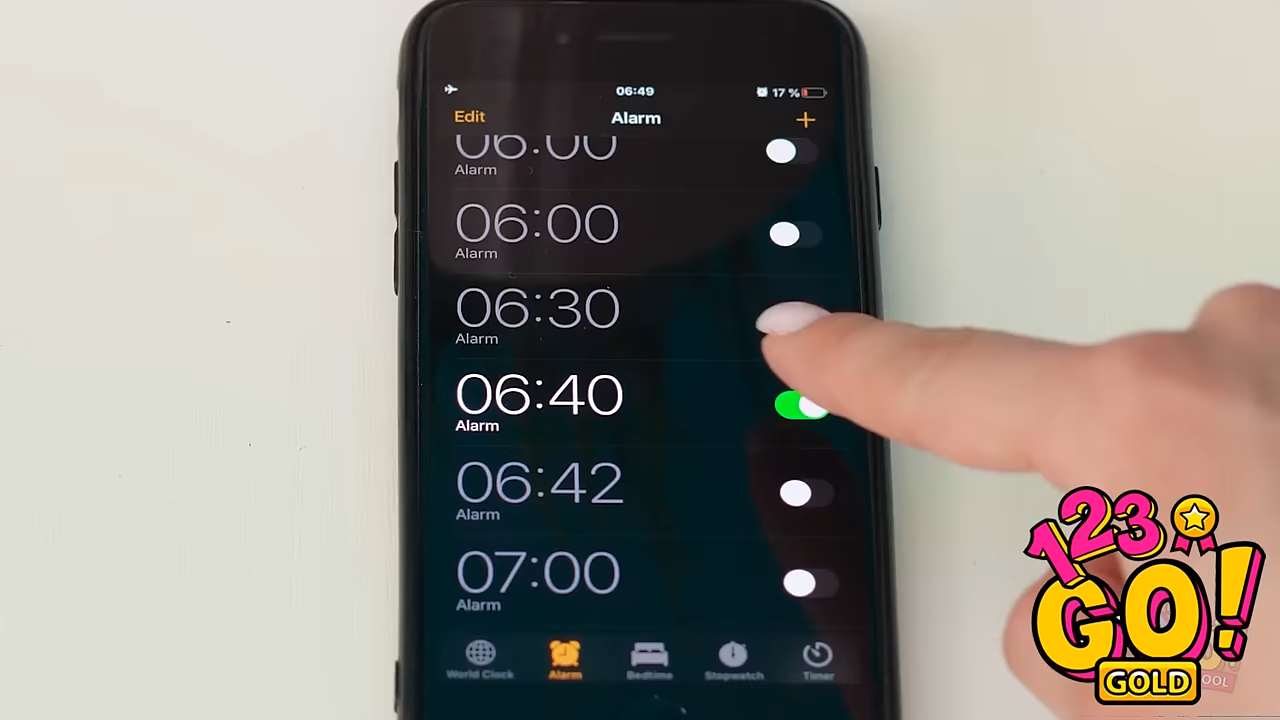 06:49
17 %
Edit
Alarm
+
06:00
Alarm
06:00
Alarm
06:30
Alarm
06:40
Alarm
06:42
Alarm
07:00
Alarm
World Clock
Alarm
Bedtime
Stopwatch
Timer
123
GO!
GOLD